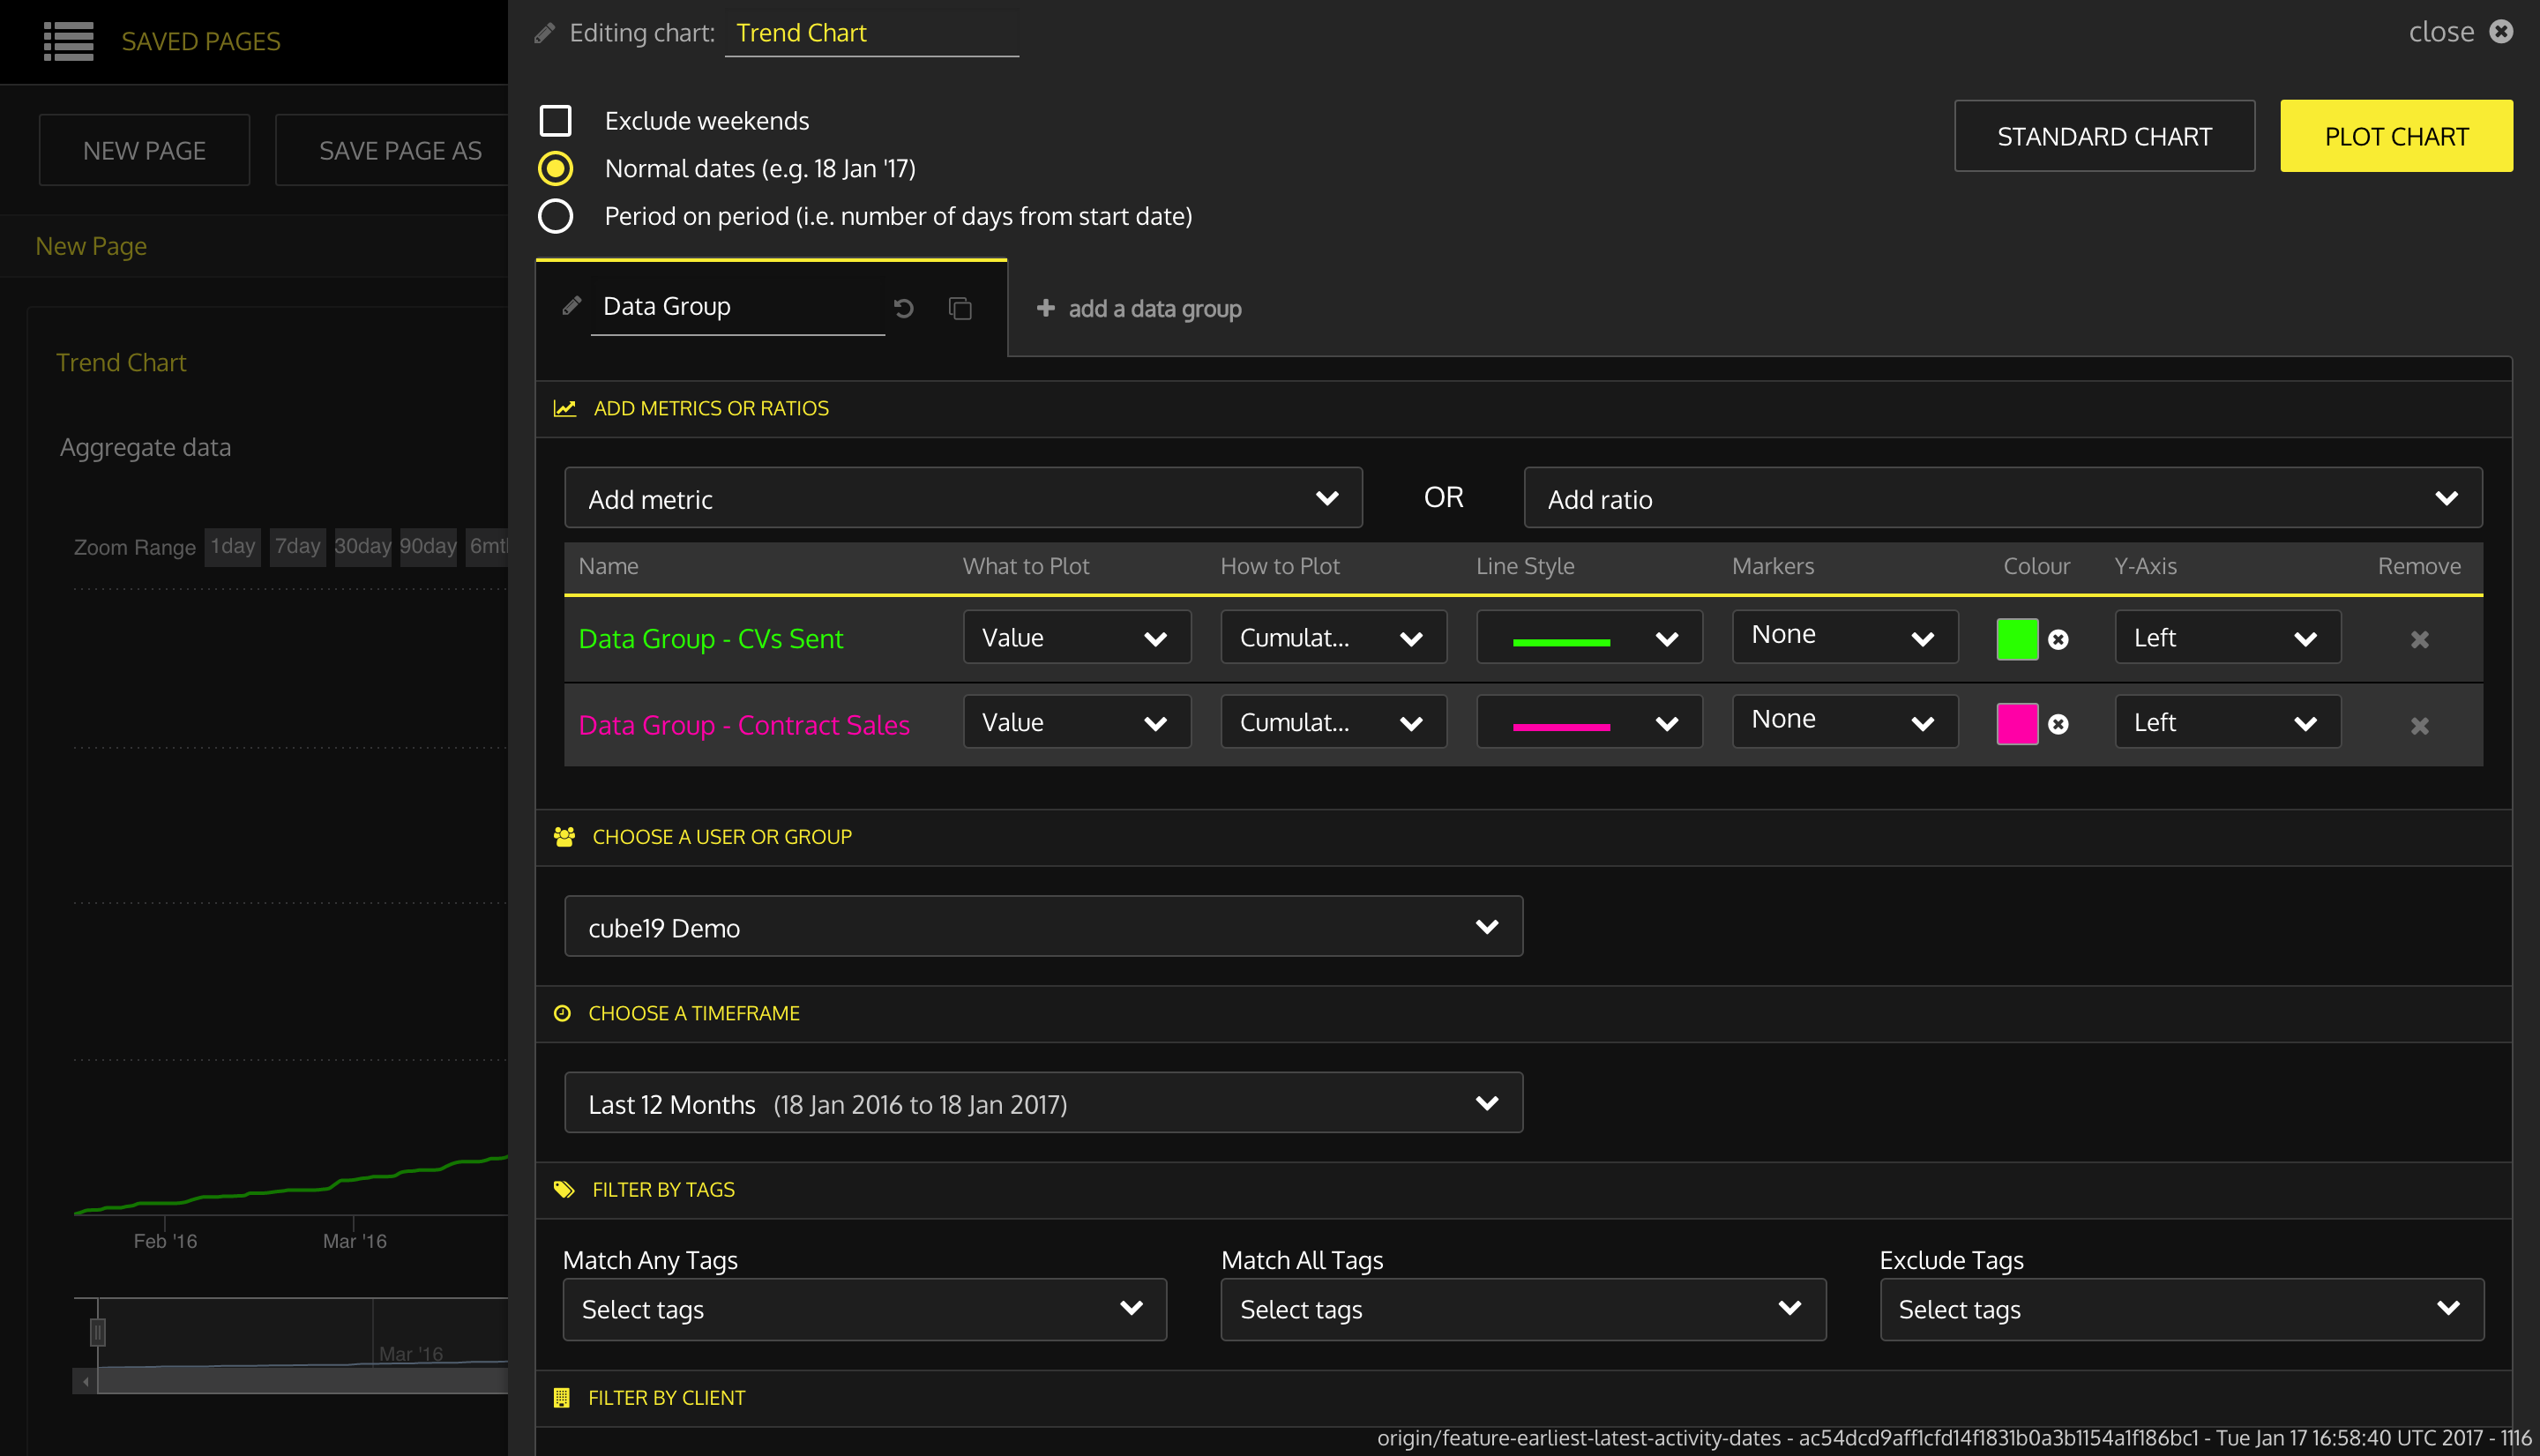 SAVED PAGES
NEW PAGE
SAVE PAGE AS
New Page
Trend Chart
Aggregate data
Zoom Range 1day 7day 30day 90day
Feb '16
Mar '16
Mar '16
Editing chart: Trend Chart
close
Exclude weekends
Normal dates (e.g. 18 Jan '17)
Period on period (i.e. number of days from start date)
STANDARD CHART
PLOT CHART
Data Group
add a data group
ADD METRICS OR RATIOS
Add metric
OR
Add ratio
Name What to Plot How to Plot Line Style Markers Colour Y-Axis Remove
Data Group - CVs Sent Value Cumulat... None Left
Data Group - Contract Sales Value Cumulat... None Left
CHOOSE A USER OR GROUP
cube19 Demo
CHOOSE A TIMEFRAME
Last 12 Months (18 Jan 2016 to 18 Jan 2017)
FILTER BY TAGS
Match Any Tags Match All Tags Exclude Tags
Select tags Select tags Select tags
FILTER BY CLIENT
origin/feature-earliest-latest-activity-dates - ac54dcd9aff1cfd14f1831b0a3b1154a1f186bc1 - Tue Jan 17 16:58:40 UTC 2017 - 1116